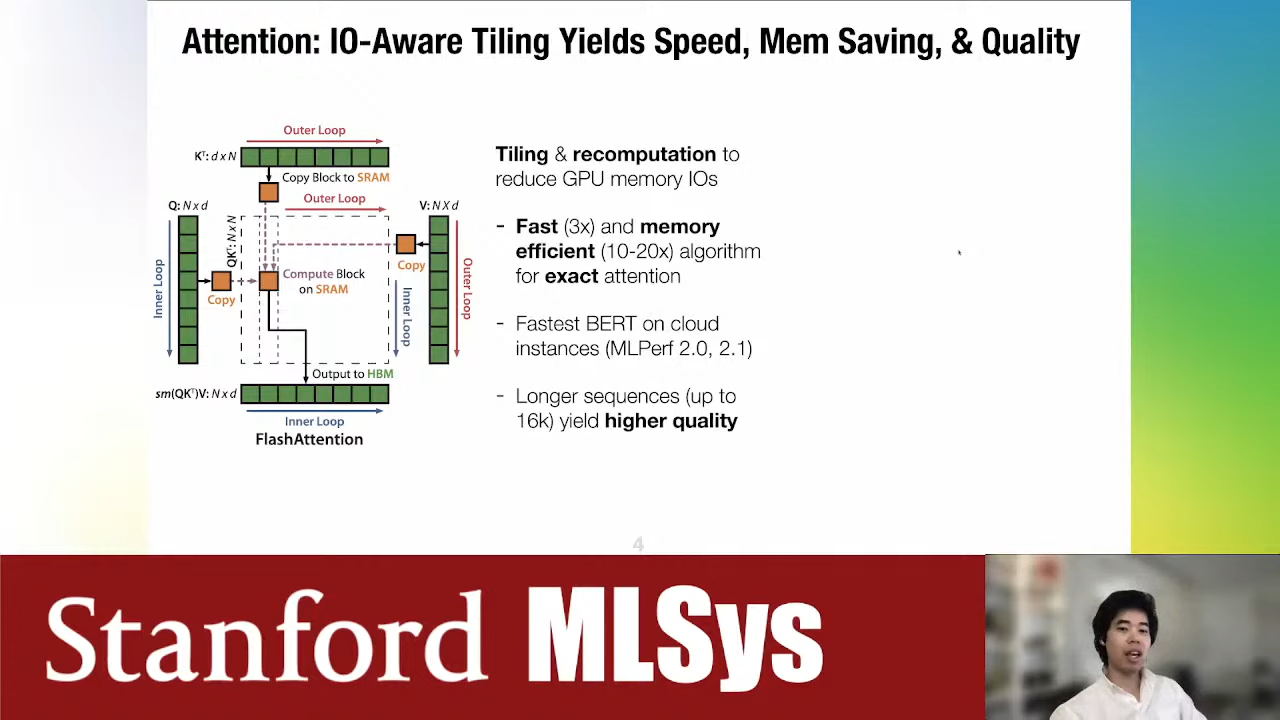 Attention: IO-Aware Tiling Yields Speed, Mem Saving, & Quality
Outer Loop
Kᵀ: d x N
Copy Block to SRAM
Q: N x d
Outer Loop
V: N X d
QKᵀ: N x N
Copy
Compute Block
on SRAM
Copy
Inner Loop
Inner Loop
Outer Loop
Output to HBM
sm(QKᵀ)V: N x d
Inner Loop
FlashAttention
Tiling & recomputation to
reduce GPU memory IOs
- Fast (3x) and memory
efficient (10-20x) algorithm
for exact attention
- Fastest BERT on cloud
instances (MLPerf 2.0, 2.1)
- Longer sequences (up to
16k) yield higher quality
4
Stanford MLSys